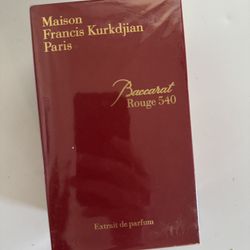 Maison
Francis Kurkdjian
Paris
Baccarat
Rouge 540
Extrait de parfum